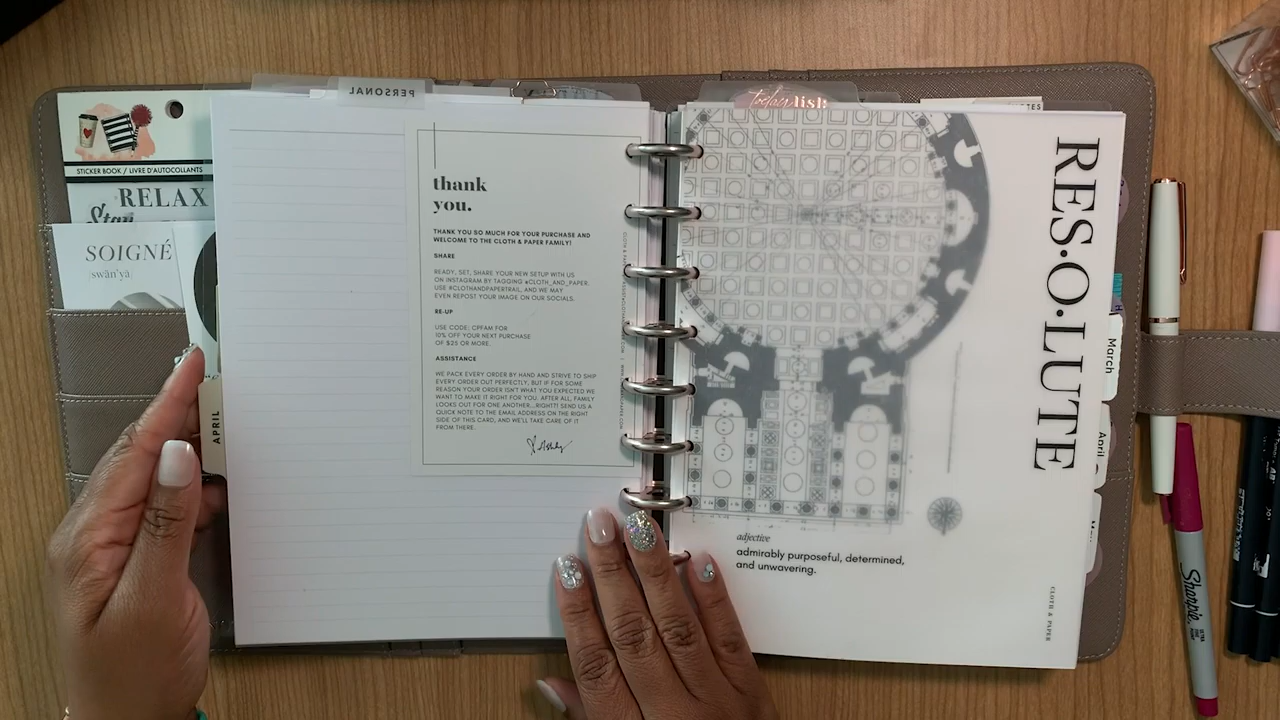 PERSONAL
STICKER BOOK / LIVRE D'AUTOCOLLANTS
RELAX
Stay
SOIGNÉ
swän'yā
APRIL
thank
you.
THANK YOU SO MUCH FOR YOUR PURCHASE AND
WELCOME TO THE CLOTH & PAPER FAMILY!
SHARE
READY, SET, SHARE YOUR NEW SETUP WITH US
ON INSTAGRAM BY TAGGING @CLOTH_AND_PAPER.
USE #CLOTHANDPAPERTRAIL, AND WE MAY
EVEN REPOST YOUR IMAGE ON OUR SOCIALS.
RE-UP
USE CODE: CPFAM FOR
10% OFF YOUR NEXT PURCHASE
OF $25 OR MORE.
ASSISTANCE
WE PACK EVERY ORDER BY HAND AND STRIVE TO SHIP
EVERY ORDER OUT PERFECTLY, BUT IF FOR SOME
REASON YOUR ORDER ISN'T WHAT YOU EXPECTED WE
WANT TO MAKE IT RIGHT FOR YOU. AFTER ALL, FAMILY
LOOKS OUT FOR ONE ANOTHER...RIGHT?! SEND US A
QUICK NOTE TO THE EMAIL ADDRESS ON THE RIGHT
SIDE OF THIS CARD, AND WE'LL TAKE CARE OF IT
FROM THERE.
today
RES.O.LUTE
adjective
admirably purposeful, determined,
and unwavering.
CLOTH & PAPER
March
April
Sharpie